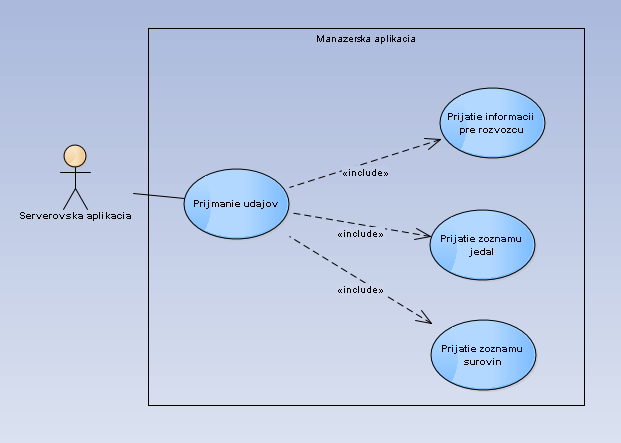 Manazerska aplikacia
Prijatie informacii
pre rozvozcu
«include»
Serverovska aplikacia
Prijmanie udajov
«include»
Prijatie zoznamu
jedal
«include»
Prijatie zoznamu
surovin